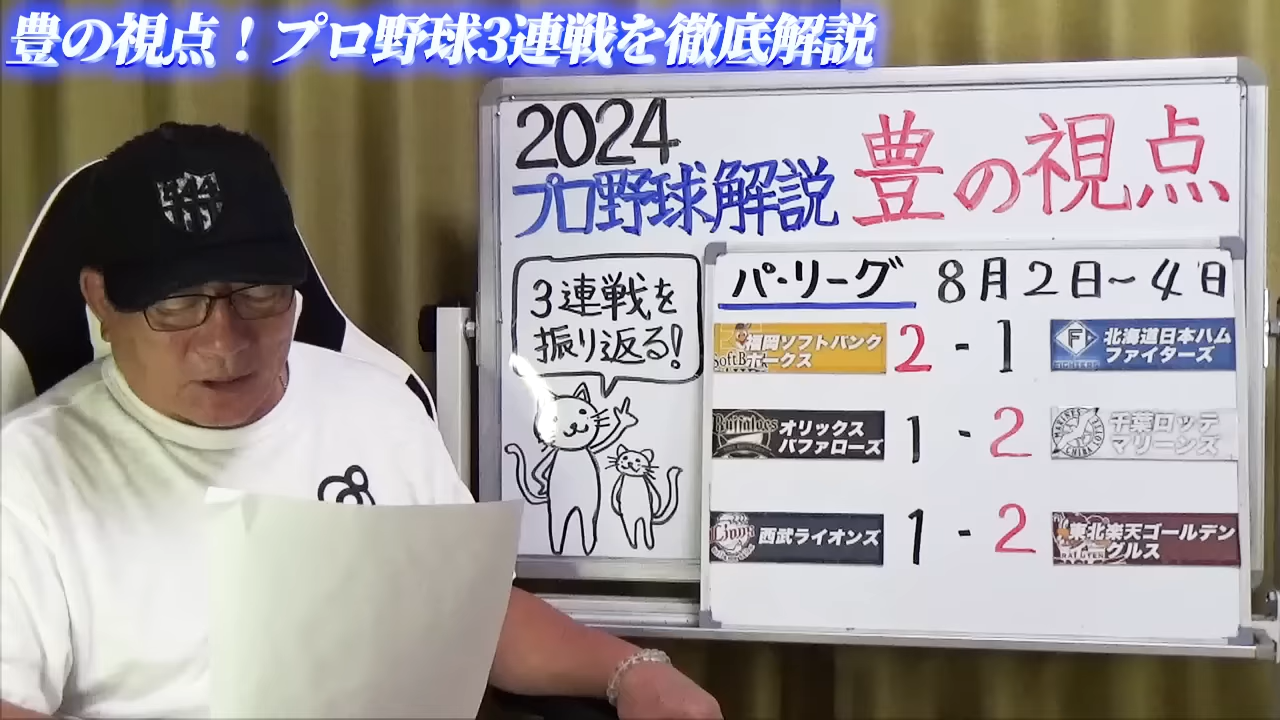 豊の視点！プロ野球3連戦を徹底解説
2024
プロ野球解説
豊の視点
3連戦を
振り返る!
パ・リーグ 8月2日～4日
福岡ソフトバンク
ホークス
2 - 1
北海道日本ハム
ファイターズ
FIGHTERS
Buffaloes
オリックス
バファローズ
1 - 2
MARINES
CHIBA LOTTE
千葉ロッテ
マリーンズ
Lions
西武ライオンズ
1 - 2
東北楽天ゴールデン
イーグルス